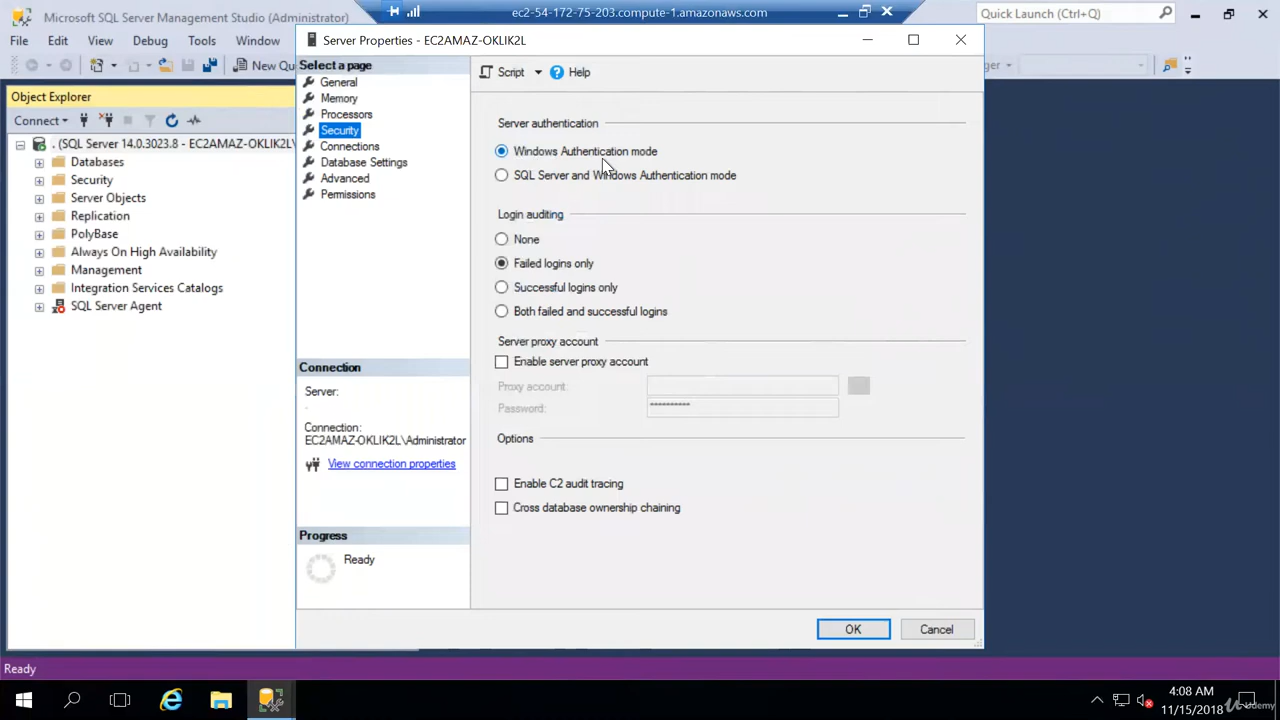 Microsoft SQL Server Management Studio (Administrator)
ec2-54-172-75-203.compute-1.amazonaws.com
Quick Launch (Ctrl+Q)
File Edit View Debug Tools Window
New Qu
ger
Object Explorer
Connect
. (SQL Server 14.0.3023.8 - EC2AMAZ-OKLIK2L\
Databases
Security
Server Objects
Replication
PolyBase
Always On High Availability
Management
Integration Services Catalogs
SQL Server Agent
Server Properties - EC2AMAZ-OKLIK2L
Select a page
General
Memory
Processors
Security
Connections
Database Settings
Advanced
Permissions
Connection
Server:
.
Connection:
EC2AMAZ-OKLIK2L\Administrator
View connection properties
Progress
Ready
Script Help
Server authentication
Windows Authentication mode
SQL Server and Windows Authentication mode
Login auditing
None
Failed logins only
Successful logins only
Both failed and successful logins
Server proxy account
Enable server proxy account
Proxy account:
Password: **********
Options
Enable C2 audit tracing
Cross database ownership chaining
OK Cancel
Ready
4:08 AM
11/15/2018
Udemy